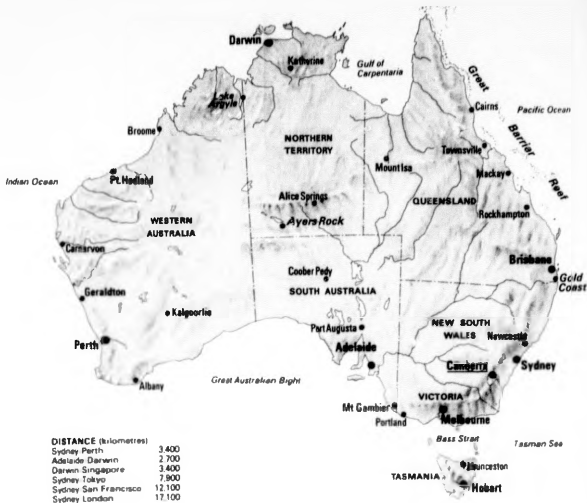 Darwin
Katherine
Gulf of
Carpentaria
Great
Barrier
Reef
Cairns
Pacific Ocean
Lake
Argyle
Broome
NORTHERN
TERRITORY
Townsville
Mount Isa
Mackay
Indian Ocean
Pt. Hedland
Alice Springs
QUEENSLAND
Rockhampton
WESTERN
AUSTRALIA
Ayers Rock
Carnarvon
Brisbane
Gold
Coast
Coober Pedy
SOUTH AUSTRALIA
Geraldton
Kalgoorlie
NEW SOUTH
WALES
Newcastle
Port Augusta
Perth
Adelaide
Sydney
Canberra
Albany
Great Australian Bight
VICTORIA
Mt Gambier
Melbourne
Portland
Bass Strait
Tasman Sea
DISTANCE (kilometres)
Sydney Perth 3,400
Adelaide Darwin 2,700
Darwin Singapore 3,400
Sydney Tokyo 7,900
Sydney San Francisco 12,100
Sydney London 17,100
Launceston
TASMANIA
Hobart